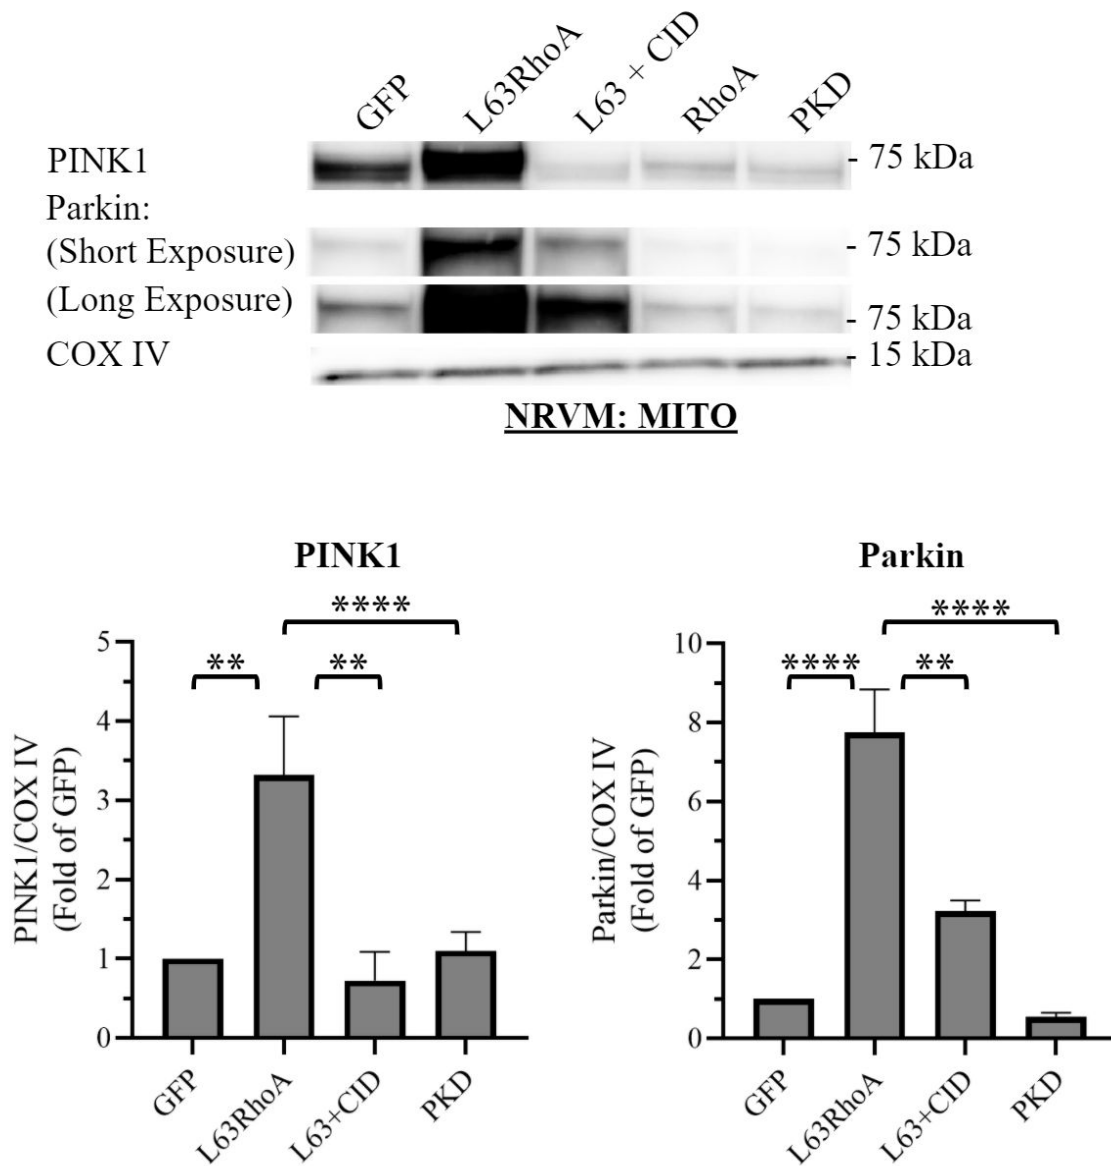 GFP
L63RhoA
L63 + CID
RhoA
PKD
PINK1
- 75 kDa
Parkin:
(Short Exposure)
- 75 kDa
(Long Exposure)
- 75 kDa
COX IV
- 15 kDa
NRVM: MITO
PINK1
****
**
**
5
4
3
2
1
0
PINK1/COX IV
(Fold of GFP)
GFP
L63RhoA
L63+CID
PKD
Parkin
****
****
**
10
8
6
4
2
0
Parkin/COX IV
(Fold of GFP)
GFP
L63RhoA
L63+CID
PKD